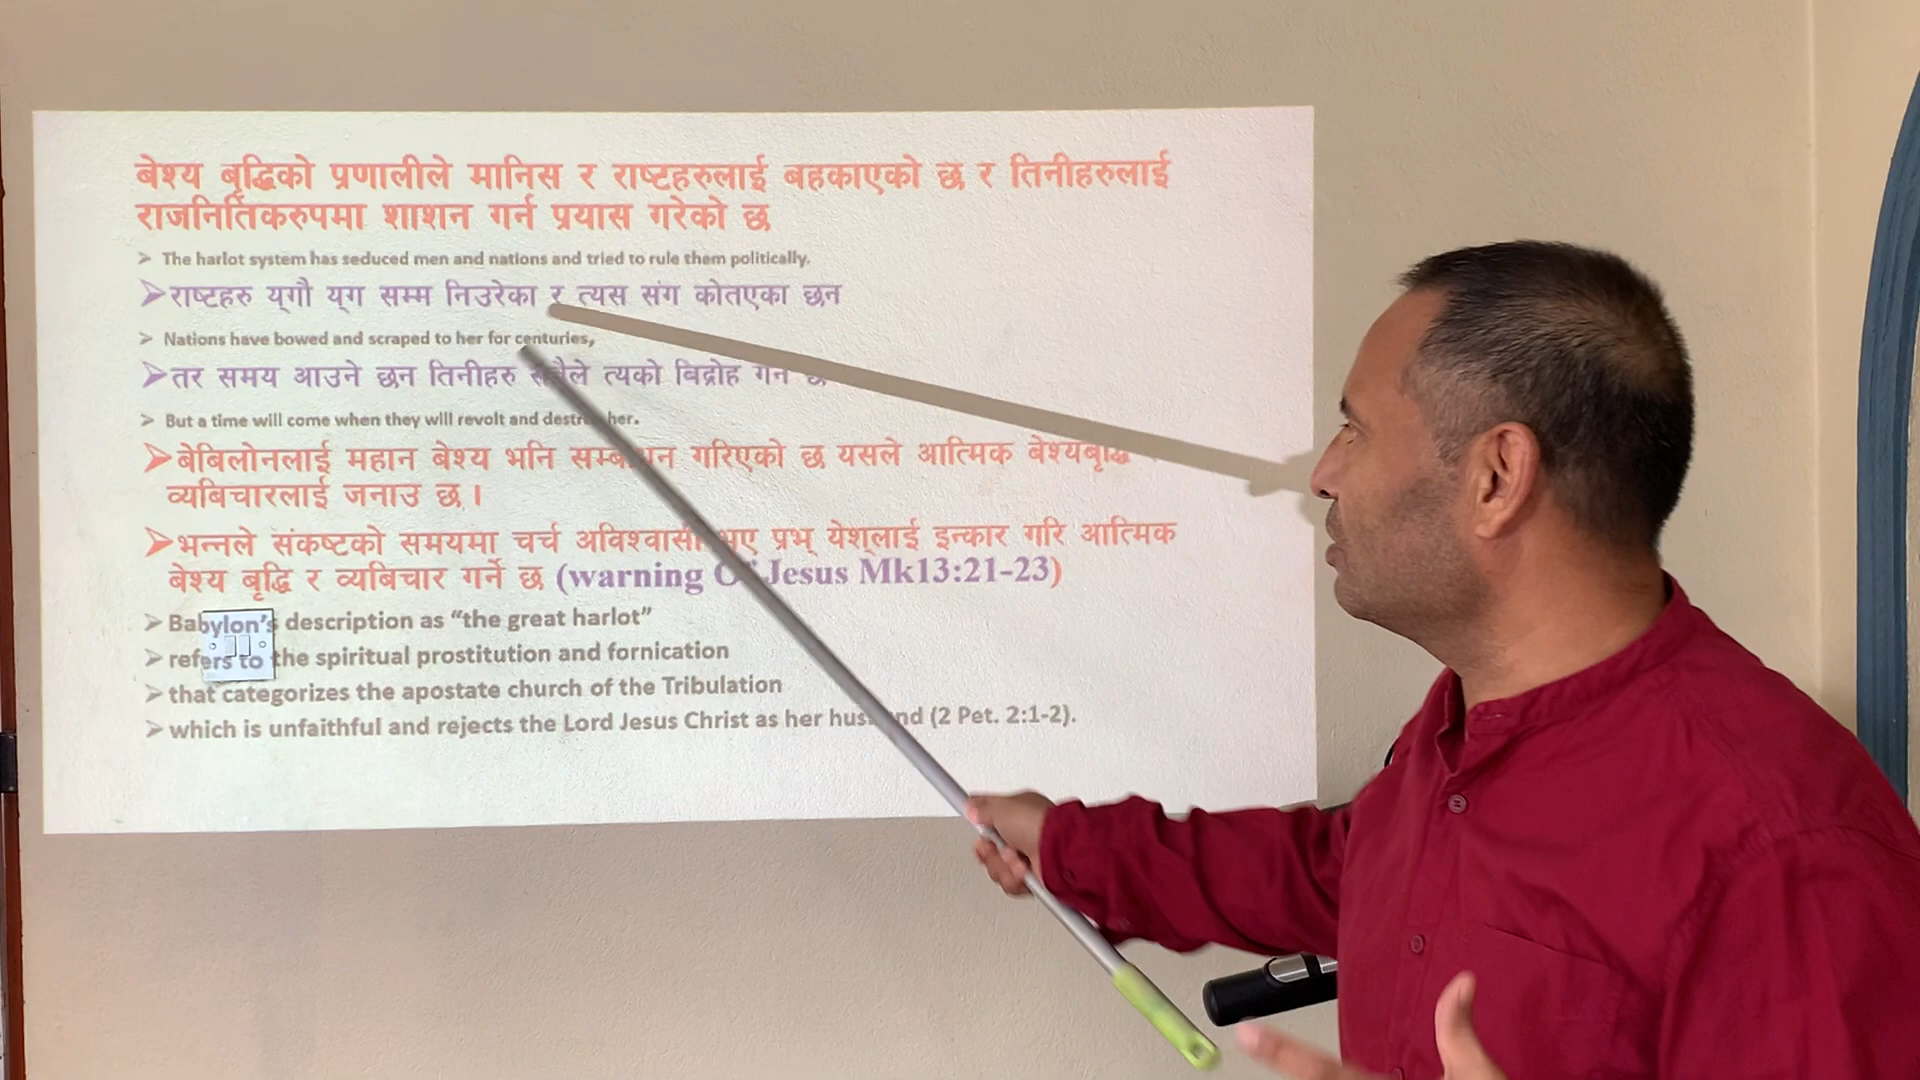 बेश्य बृद्धिको प्रणालीले मानिस र राष्टहरुलाई बहकाएको छ र तिनीहरुलाई
राजनितिकरुपमा शाशन गर्न प्रयास गरेको छ
➢ The harlot system has seduced men and nations and tried to rule them politically.
➢राष्टहरु य्गौ य्ग सम्म निउरेका र त्यस संग कोतएका छन
➢ Nations have bowed and scraped to her for centuries,
➢तर समय आउने छन तिनीहरु त्यको बिद्रोह
➢ But a time will come when they will revolt and her.
➢बेबिलोनलाई महान बेश्य भनि गरिएको छ यसले आत्मिक बेश्यबृद्धि
व्यबिचारलाई जनाउ छ ।
➢भन्नले संकष्टको समयमा चर्च अविश्वासी प्रभ् येश्लाई इन्कार गरि आत्मिक
बेश्य बृद्धि र व्यबिचार गर्ने छ (warning Of Jesus Mk13:21-23)
➢ Babylon's description as “the great harlot”
➢ refers to the spiritual prostitution and fornication
➢ that categorizes the apostate church of the Tribulation
➢ which is unfaithful and rejects the Lord Jesus Christ as her husband (2 Pet. 2:1-2).